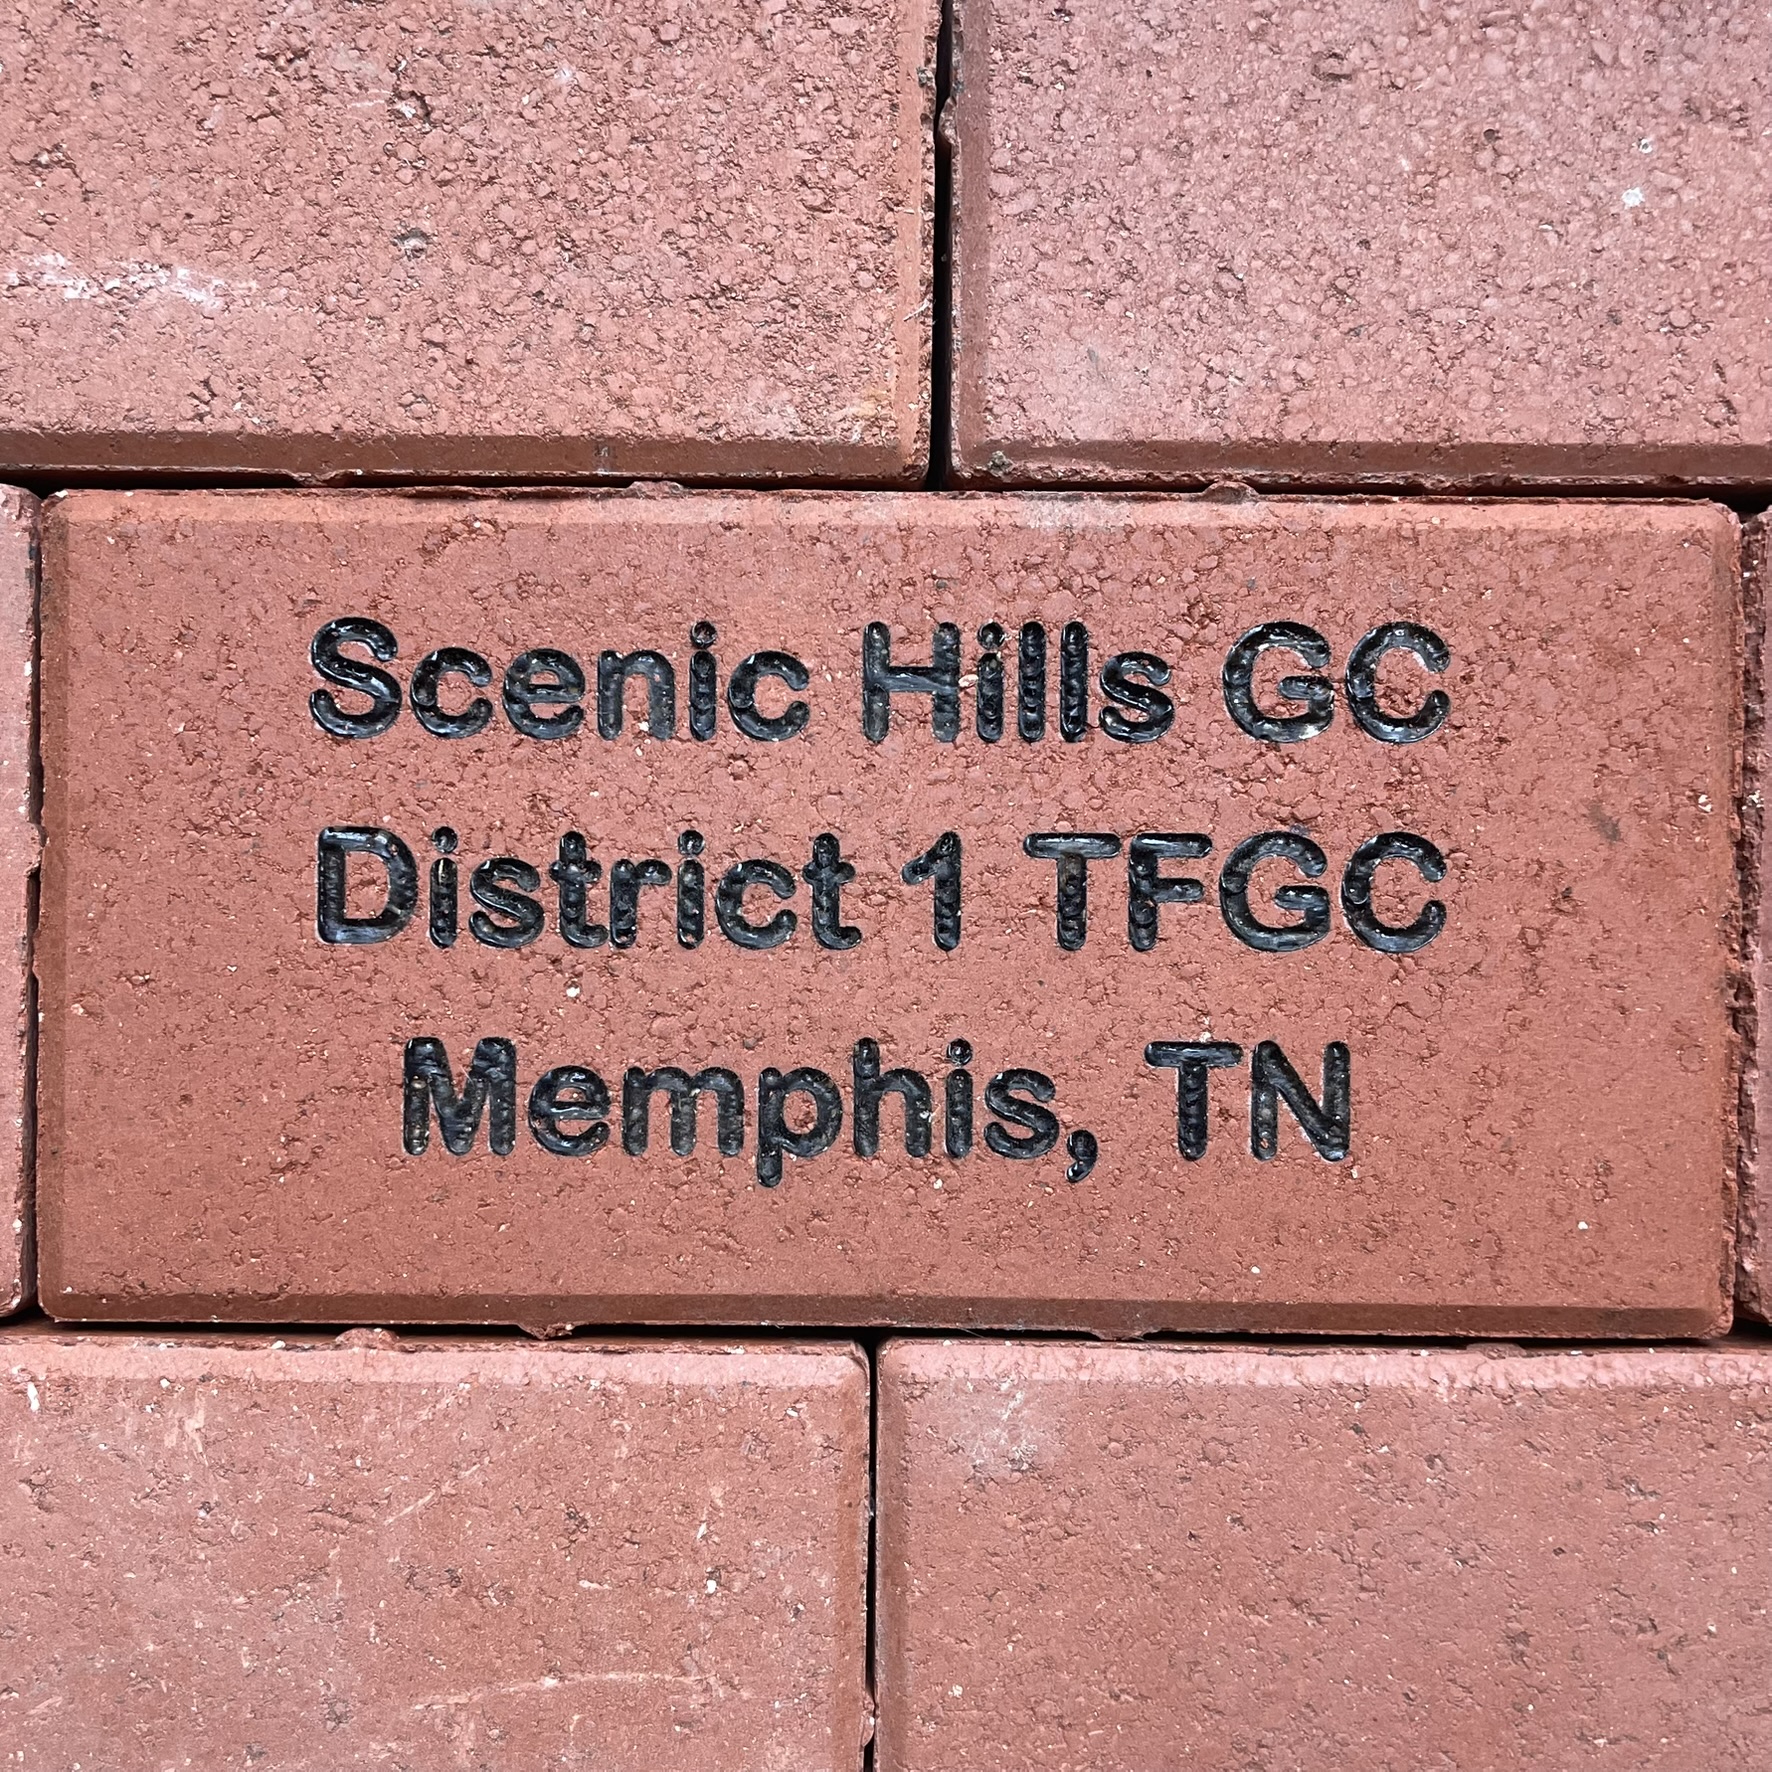 Scenic Hills GC
District 1 TFGC
Memphis, TN